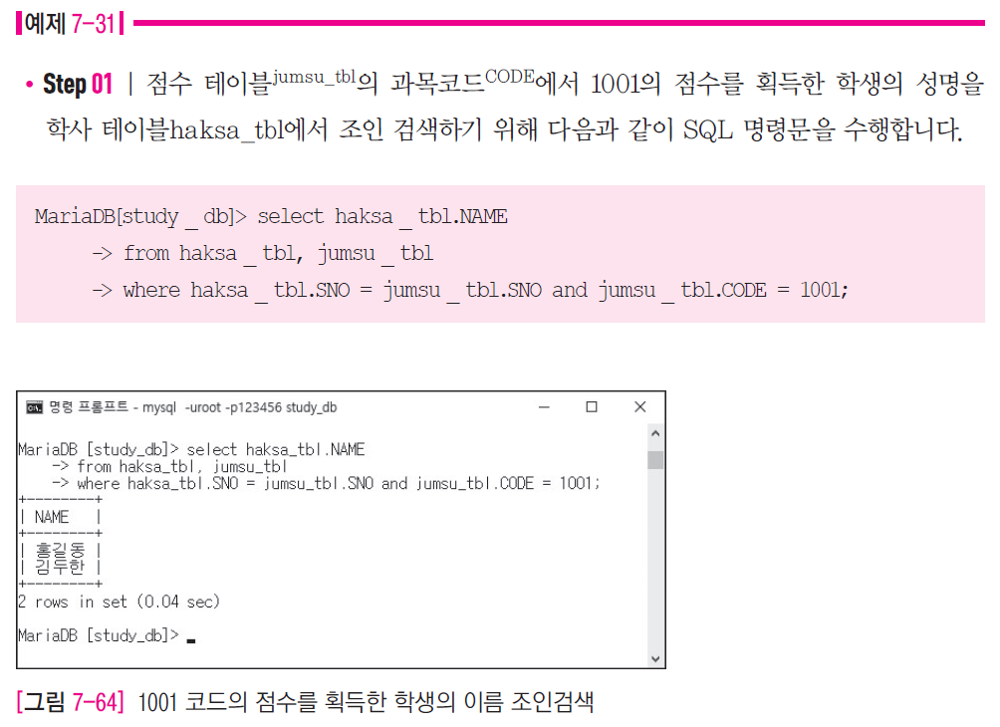 예제 7-31
• Step 01 | 점수 테이블jumsu_tbl의 과목코드CODE에서 1001의 점수를 획득한 학생의 성명을
학사 테이블haksa_tbl에서 조인 검색하기 위해 다음과 같이 SQL 명령문을 수행합니다.
MariaDB[study _ db]> select haksa _ tbl.NAME
-> from haksa _ tbl, jumsu _ tbl
-> where haksa _ tbl.SNO = jumsu _ tbl.SNO and jumsu _ tbl.CODE = 1001;
명령 프롬프트 - mysql -uroot -p123456 study_db
MariaDB [study_db]> select haksa_tbl.NAME
-> from haksa_tbl, jumsu_tbl
-> where haksa_tbl.SNO = jumsu_tbl.SNO and jumsu_tbl.CODE = 1001;
+--------+
| NAME |
+--------+
| 홍길동 |
| 김두한 |
+--------+
2 rows in set (0.04 sec)
MariaDB [study_db]> _
[그림 7-64] 1001 코드의 점수를 획득한 학생의 이름 조인검색